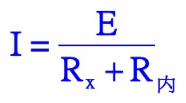 I = E / (Rₓ + R内)